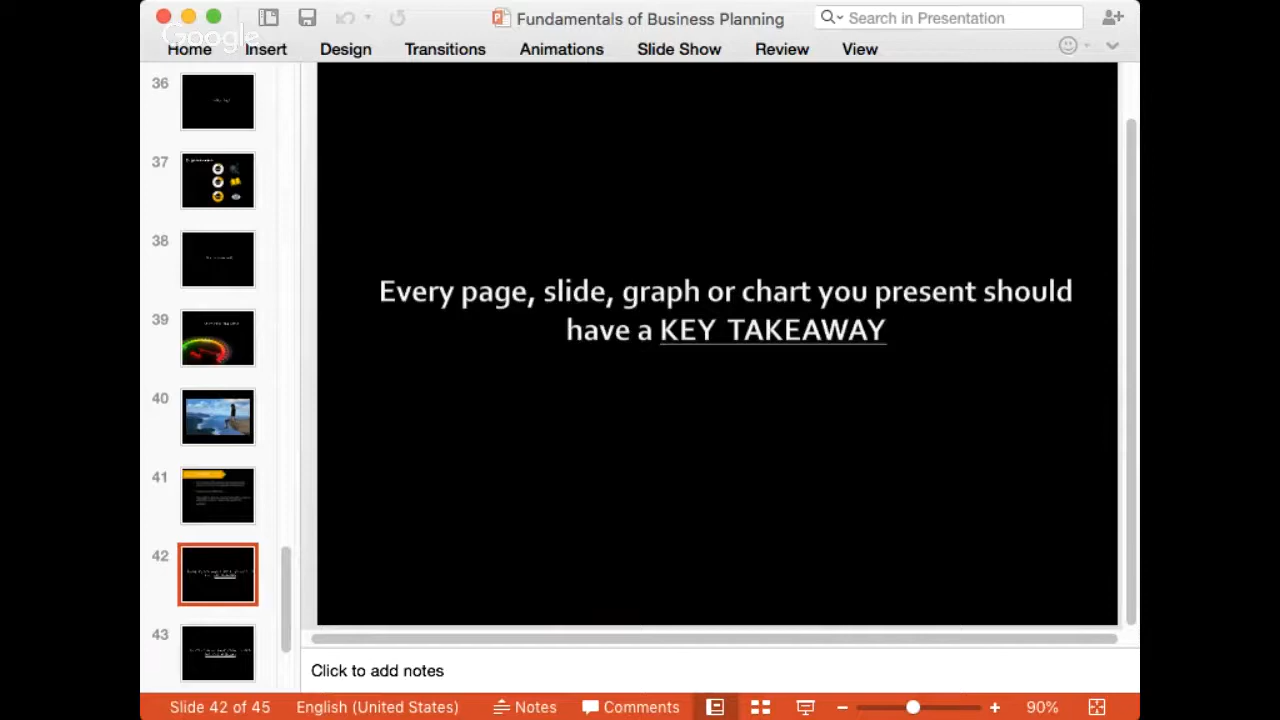 Fundamentals of Business Planning
Search in Presentation
Google
Home Insert Design Transitions Animations Slide Show Review View
36
37
38
39
40
41
42
43
Every page, slide, graph or chart you present should
have a KEY TAKEAWAY
Click to add notes
Slide 42 of 45 English (United States) Notes Comments 90%